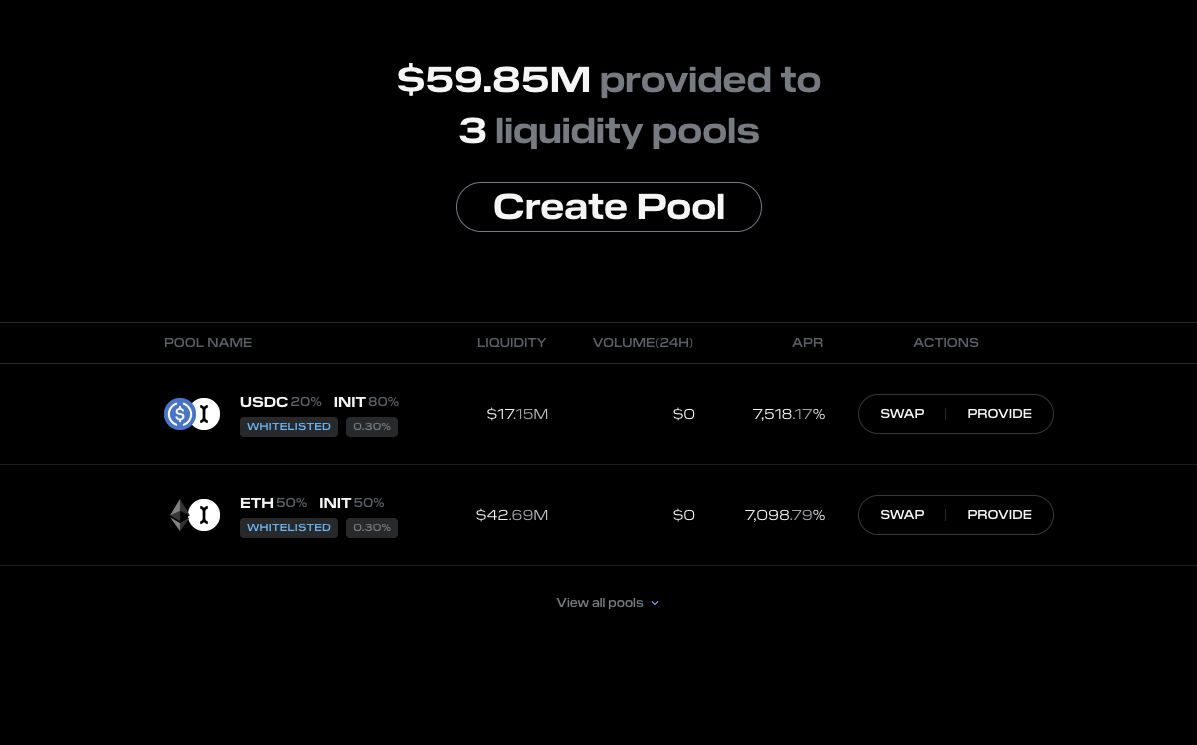 $59.85M provided to
3 liquidity pools
Create Pool
POOL NAME LIQUIDITY VOLUME(24H) APR ACTIONS
USDC 20% INIT 80%
WHITELISTED 0.30%
$17.15M $0 7,518.17% SWAP PROVIDE
ETH 50% INIT 50%
WHITELISTED 0.30%
$42.69M $0 7,098.79% SWAP PROVIDE
View all pools